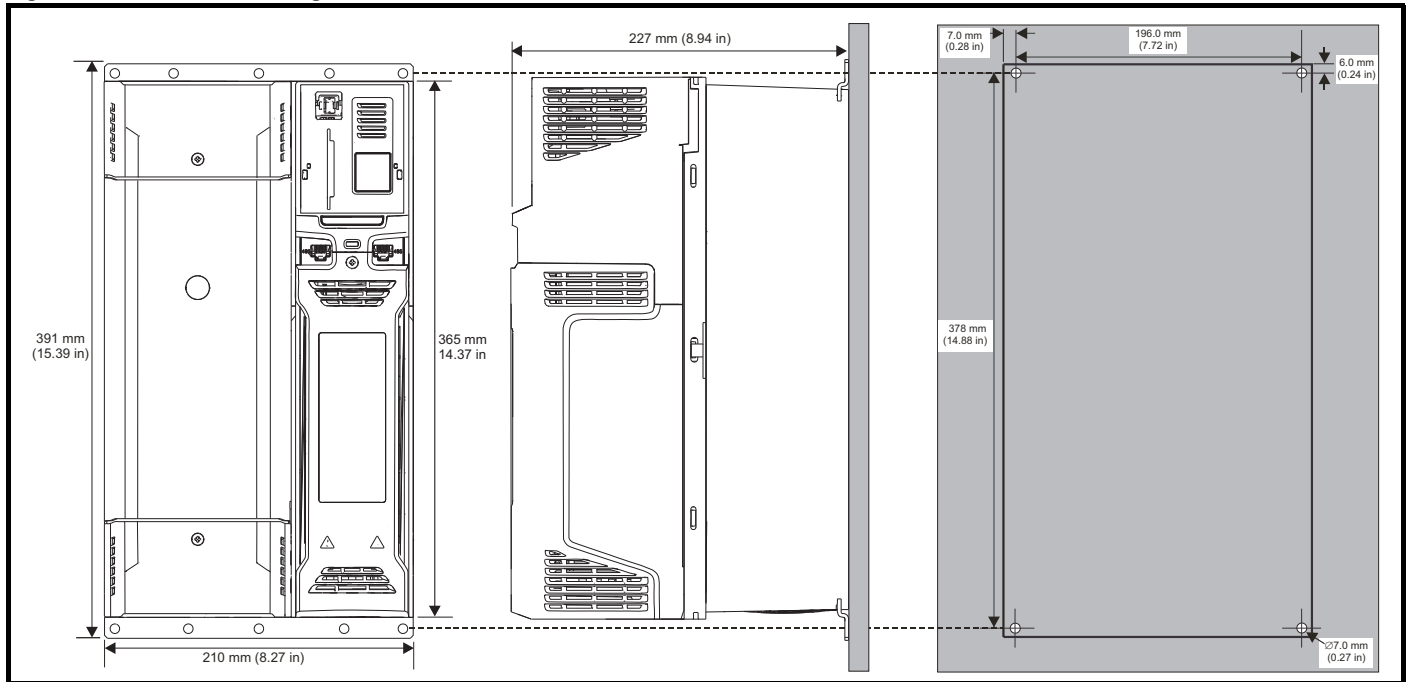 227 mm (8.94 in)
7.0 mm
(0.28 in)
196.0 mm
(7.72 in)
6.0 mm
(0.24 in)
391 mm
(15.39 in)
365 mm
14.37 in
378 mm
(14.88 in)
210 mm (8.27 in)
∅7.0 mm
(0.27 in)